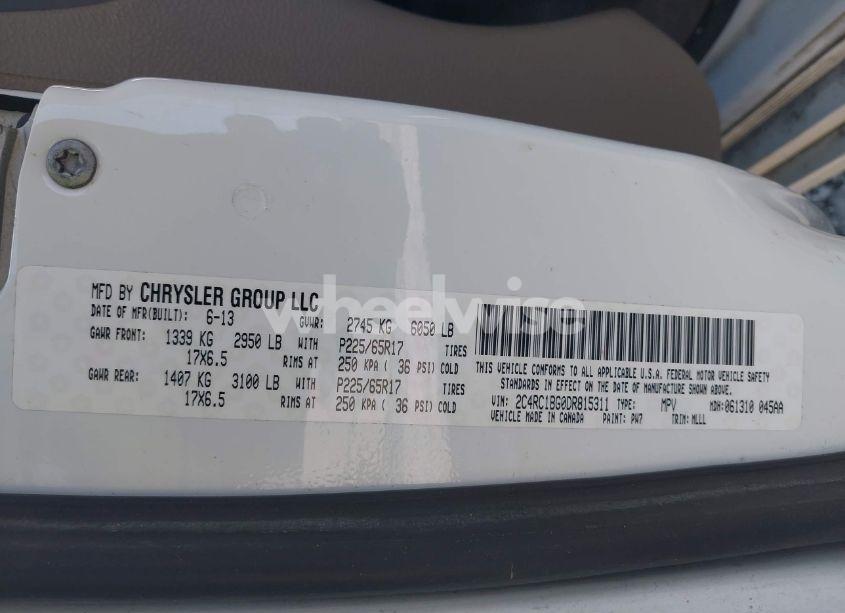 MFD BY CHRYSLER GROUP LLC
DATE OF MFR(BUILT): 6-13 GVWR: 2745 KG 6050 LB
GAWR FRONT: 1339 KG 2950 LB WITH P225/65R17 TIRES
17X6.5 RIMS AT 250 KPA ( 36 PSI) COLD
GAWR REAR: 1407 KG 3100 LB WITH P225/65R17 TIRES
17X6.5 RIMS AT 250 KPA ( 36 PSI) COLD
THIS VEHICLE CONFORMS TO ALL APPLICABLE U.S.A. FEDERAL MOTOR VEHICLE SAFETY
STANDARDS IN EFFECT ON THE DATE OF MANUFACTURE SHOWN ABOVE.
VIN: 2C4RC1BG0DR815311 TYPE: MPV MDH:061310 045AA
VEHICLE MADE IN CANADA PAINT: PW7 TRIM: MLLL
wheelwise